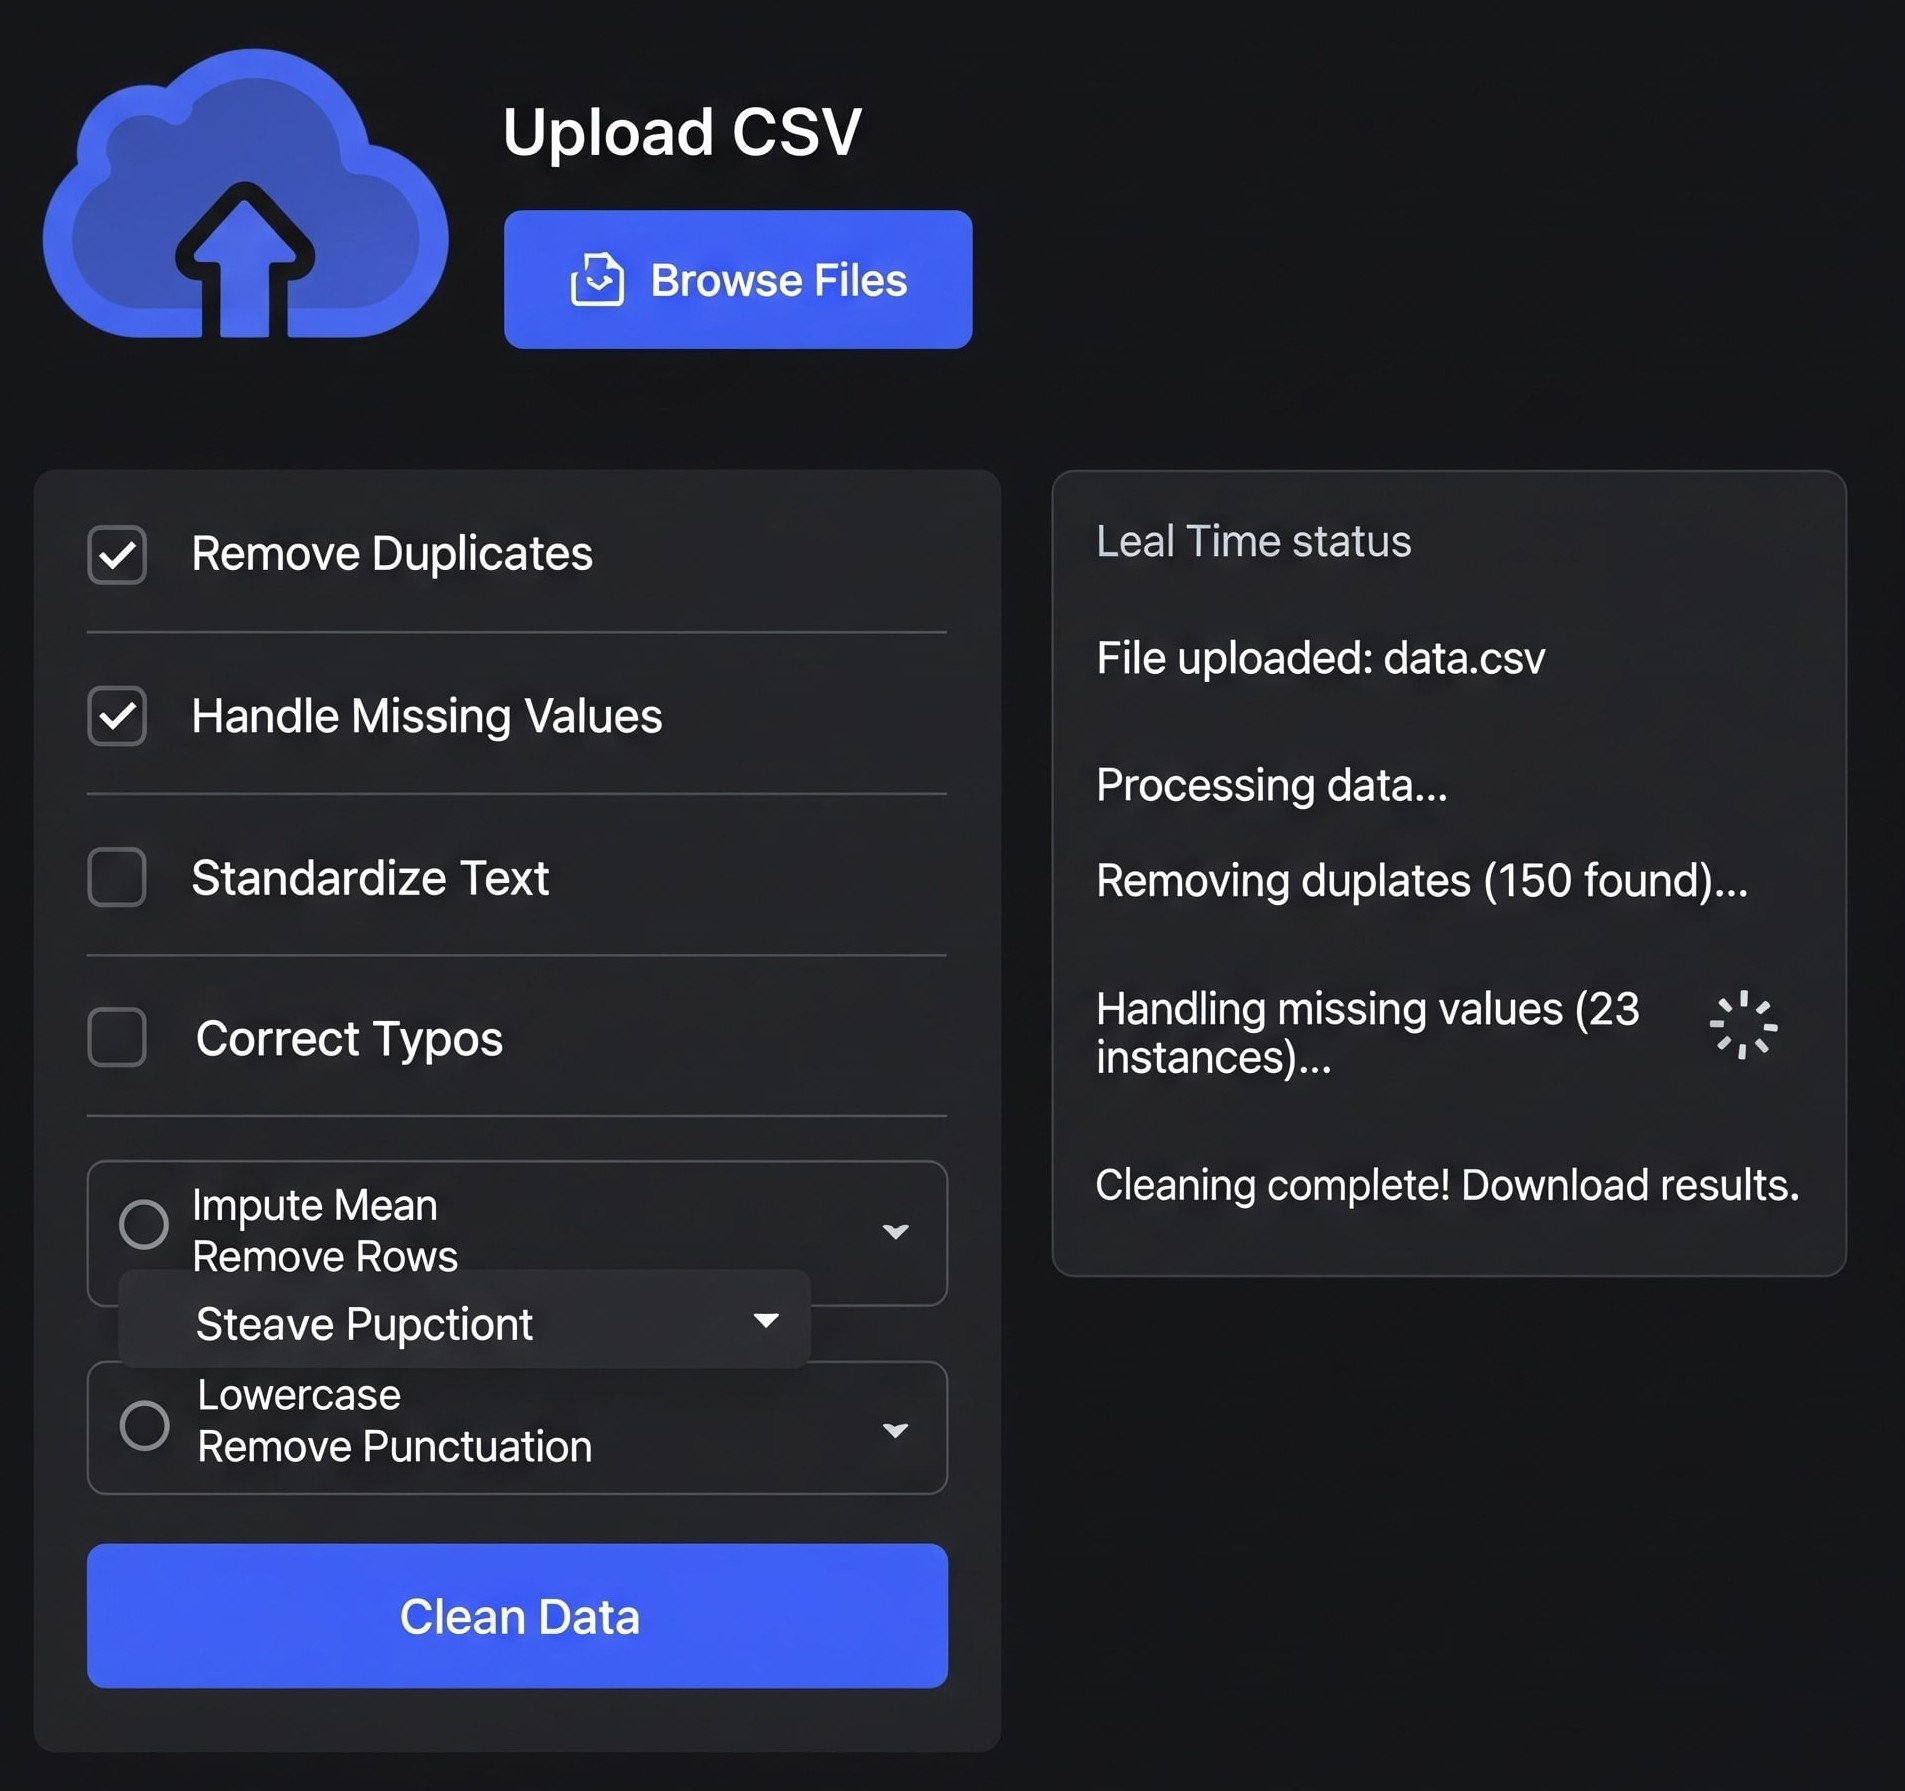 Upload CSV
Browse Files
Remove Duplicates
Handle Missing Values
Standardize Text
Correct Typos
Impute Mean
Remove Rows
Steave Pupctiont
Lowercase
Remove Punctuation
Clean Data
Leal Time status
File uploaded: data.csv
Processing data...
Removing duplates (150 found)...
Handling missing values (23
instances)...
Cleaning complete! Download results.